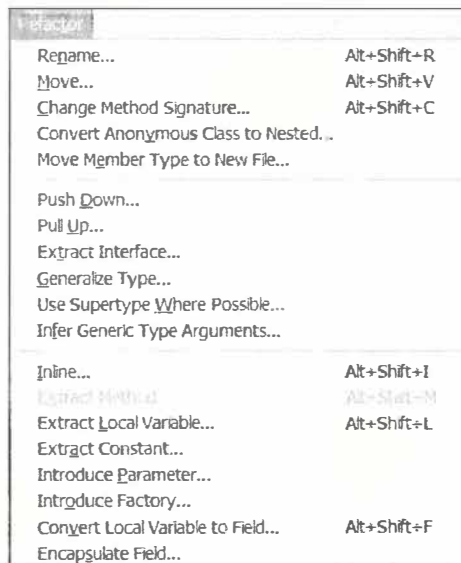 Refactor
Rename... Alt+Shift+R
Move... Alt+Shift+V
Change Method Signature... Alt+Shift+C
Convert Anonymous Class to Nested...
Move Member Type to New File...
Push Down...
Pull Up...
Extract Interface...
Generalize Type...
Use Supertype Where Possible...
Infer Generic Type Arguments...
Inline... Alt+Shift+I
Extract Method Alt+Shift+M
Extract Local Variable... Alt+Shift+L
Extract Constant...
Introduce Parameter...
Introduce Factory...
Convert Local Variable to Field... Alt+Shift+F
Encapsulate Field...